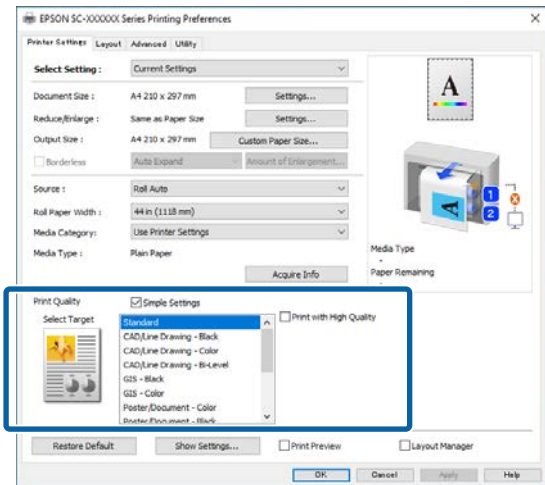 EPSON SC-XXXXXX Series Printing Preferences
Printer Settings Layout Advanced Utility
Select Setting : Current Settings
Document Size : A4 210 x 297 mm Settings...
Reduce/Enlarge : Same as Paper Size Settings...
Output Size : A4 210 x 297 mm Custom Paper Size...
Borderless Auto Expand Amount of Enlargement...
Source : Roll Auto
Roll Paper Width : 44 in (1118 mm)
Media Category: Use Printer Settings
Media Type : Plain Paper
Acquire Info
A
A
1
2
Media Type
-
Paper Remaining
-
Print Quality Simple Settings
Select Target
Standard
CAD/Line Drawing - Black
CAD/Line Drawing - Color
CAD/Line Drawing - Bi-Level
GIS - Black
GIS - Color
Poster/Document - Color
Poster/Document - Black
Print with High Quality
Restore Default Show Settings... Print Preview Layout Manager
OK Cancel Apply Help